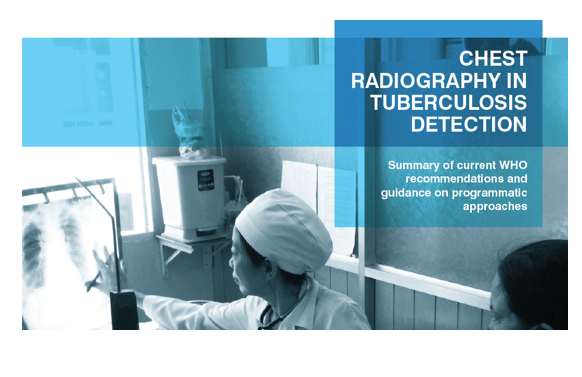 CHEST
RADIOGRAPHY IN
TUBERCULOSIS
DETECTION
Summary of current WHO
recommendations and
guidance on programmatic
approaches